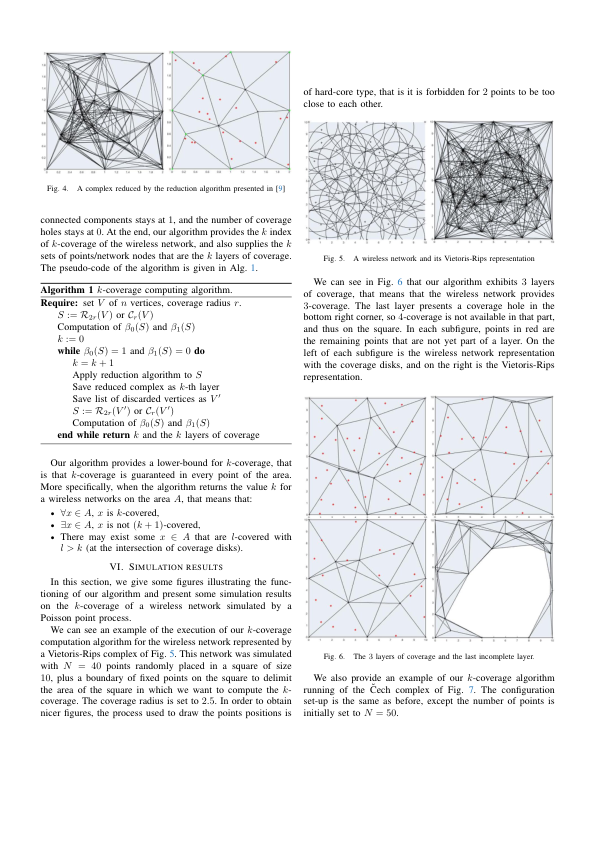 Fig. 4. A complex reduced by the reduction algorithm presented in [9]
connected components stays at 1, and the number of coverage
holes stays at 0. At the end, our algorithm provides the k index
of k-coverage of the wireless network, and also supplies the k
sets of points/network nodes that are the k layers of coverage.
The pseudo-code of the algorithm is given in Alg. 1.
Algorithm 1 k-coverage computing algorithm.
Require: set V of n vertices, coverage radius r.
S := R₂ᵣ(V) or Cᵣ(V)
Computation of β₀(S) and β₁(S)
k := 0
while β₀(S) = 1 and β₁(S) = 0 do
k = k + 1
Apply reduction algorithm to S
Save reduced complex as k-th layer
Save list of discarded vertices as V′
S := R₂ᵣ(V′) or Cᵣ(V′)
Computation of β₀(S) and β₁(S)
end while return k and the k layers of coverage
Our algorithm provides a lower-bound for k-coverage, that
is that k-coverage is guaranteed in every point of the area.
More specifically, when the algorithm returns the value k for
a wireless networks on the area A, that means that:
• ∀x ∈ A, x is k-covered,
• ∃x ∈ A, x is not (k + 1)-covered,
• There may exist some x ∈ A that are l-covered with
l > k (at the intersection of coverage disks).
VI. SIMULATION RESULTS
In this section, we give some figures illustrating the func-
tioning of our algorithm and present some simulation results
on the k-coverage of a wireless network simulated by a
Poisson point process.
We can see an example of the execution of our k-coverage
computation algorithm for the wireless network represented by
a Vietoris-Rips complex of Fig. 5. This network was simulated
with N = 40 points randomly placed in a square of size
10, plus a boundary of fixed points on the square to delimit
the area of the square in which we want to compute the k-
coverage. The coverage radius is set to 2.5. In order to obtain
nicer figures, the process used to draw the points positions is
of hard-core type, that is it is forbidden for 2 points to be too
close to each other.
Fig. 5. A wireless network and its Vietoris-Rips representation
We can see in Fig. 6 that our algorithm exhibits 3 layers
of coverage, that means that the wireless network provides
3-coverage. The last layer presents a coverage hole in the
bottom right corner, so 4-coverage is not available in that part,
and thus on the square. In each subfigure, points in red are
the remaining points that are not yet part of a layer. On the
left of each subfigure is the wireless network representation
with the coverage disks, and on the right is the Vietoris-Rips
representation.
Fig. 6. The 3 layers of coverage and the last incomplete layer.
We also provide an example of our k-coverage algorithm
running of the Čech complex of Fig. 7. The configuration
set-up is the same as before, except the number of points is
initially set to N = 50.